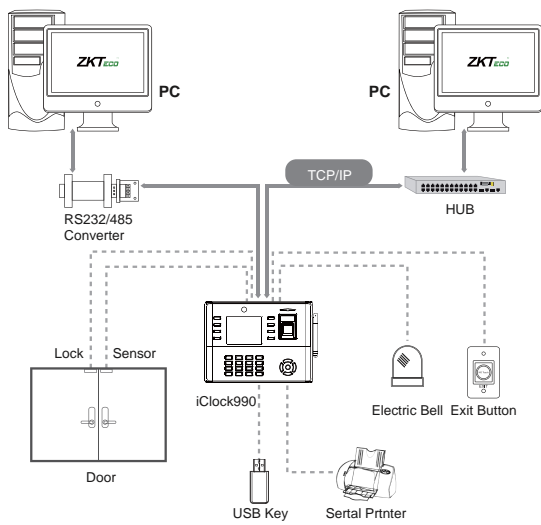 ZKTeco
PC
ZKTeco
PC
TCP/IP
RS232/485
Converter
HUB
Lock
Sensor
iClock990
Electric Bell
Exit Button
Door
USB Key
Sertal Prtnter